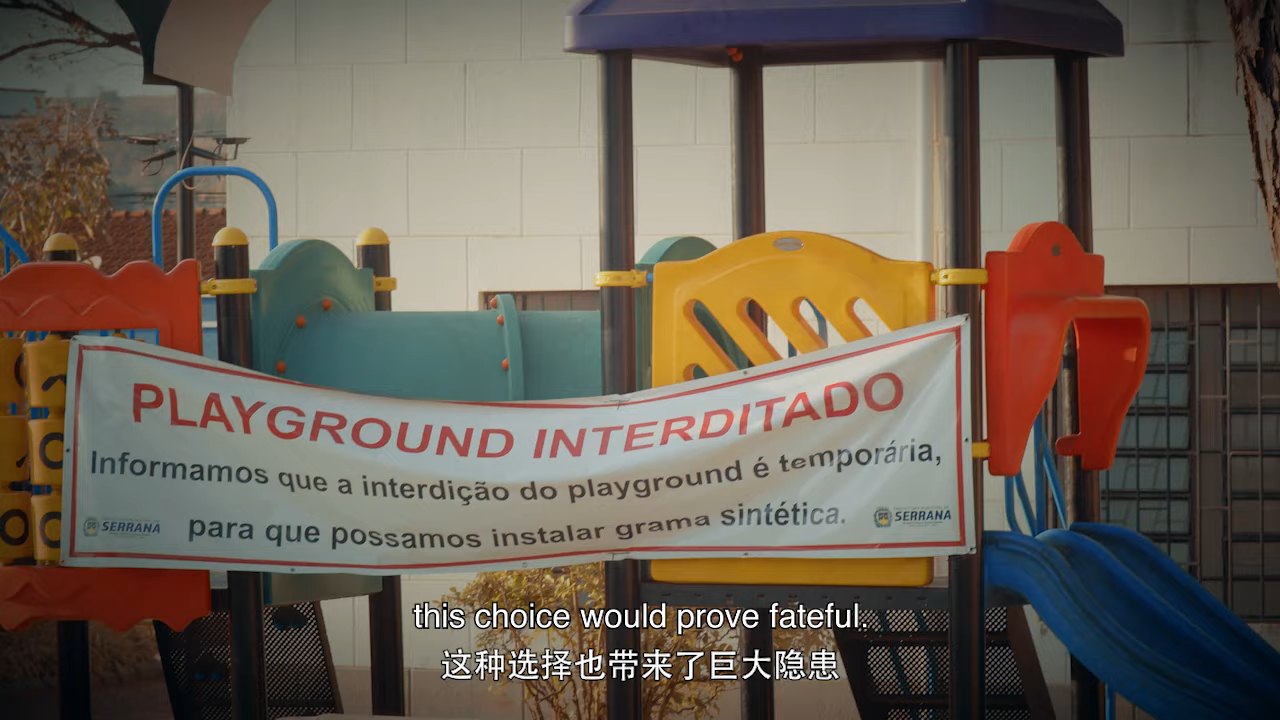 PLAYGROUND INTERDITADO
Informamos que a interdição do playground é temporária,
para que possamos instalar grama sintética.
SERRANA
SERRANA
this choice would prove fateful.
这种选择也带来了巨大隐患